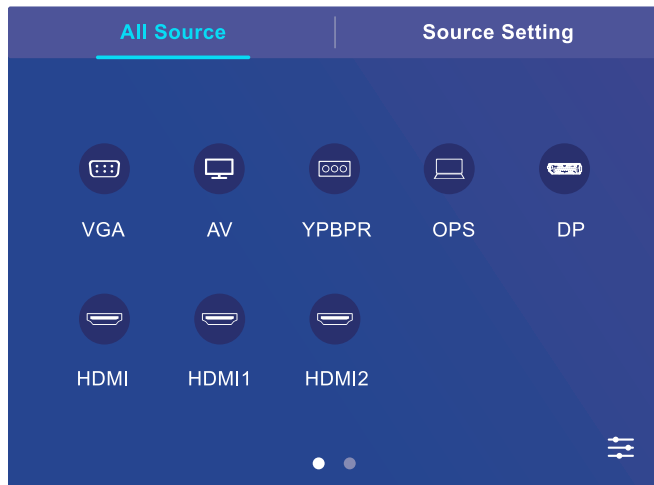 All Source Source Setting
VGA AV YPBPR OPS DP
HDMI HDMI1 HDMI2